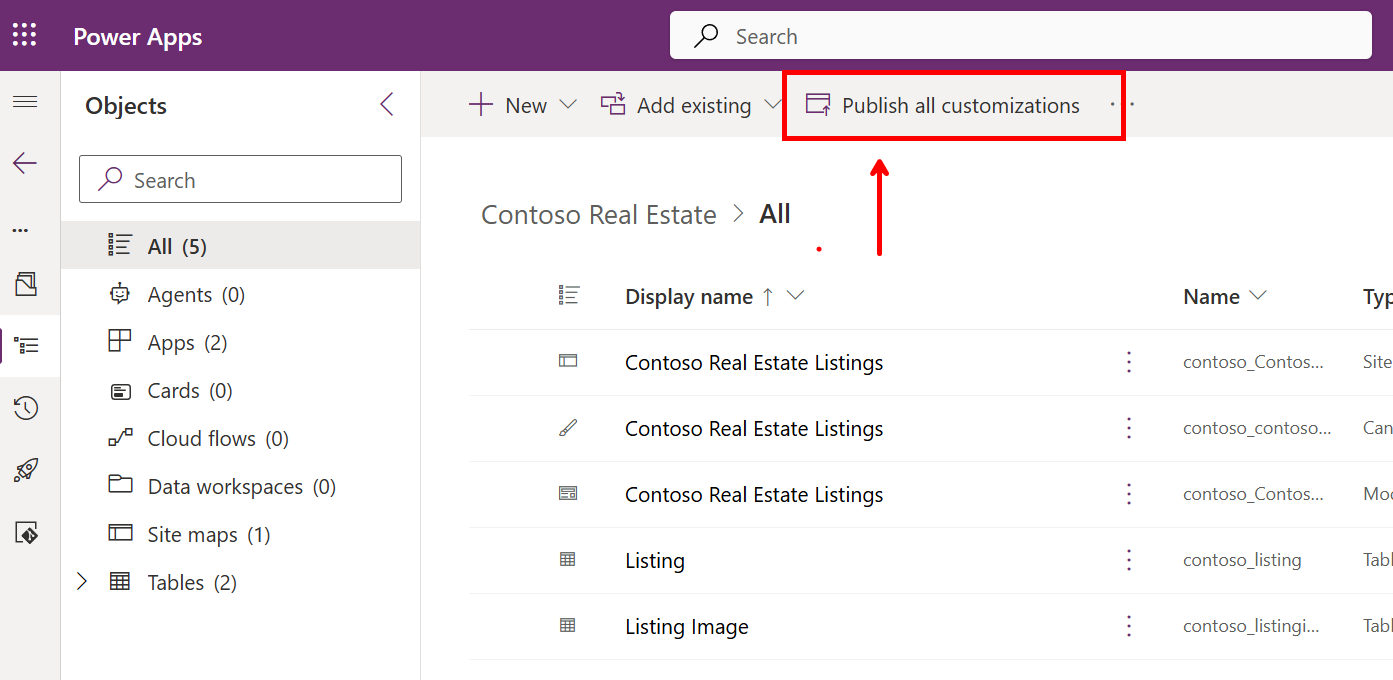 Power Apps
Search
Objects
New
Add existing
Publish all customizations
Search
Contoso Real Estate > All
All (5)
Agents (0)
Apps (2)
Cards (0)
Cloud flows (0)
Data workspaces (0)
Site maps (1)
Tables (2)
Display name ↑ Name Typ
Contoso Real Estate Listings contoso_Contos... Site
Contoso Real Estate Listings contoso_contoso... Can
Contoso Real Estate Listings contoso_Contos... Moc
Listing contoso_listing Tabl
Listing Image contoso_listingi... Tabl